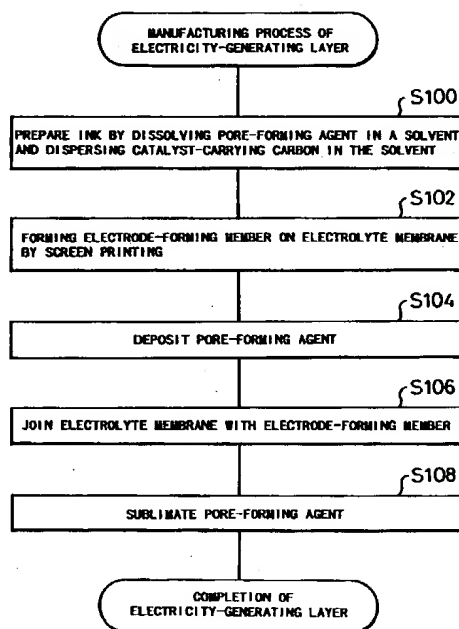 MANUFACTURING PROCESS OF
ELECTRICITY-GENERATING LAYER
S100
PREPARE INK BY DISSOLVING PORE-FORMING AGENT IN A SOLVENT
AND DISPERSING CATALYST-CARRYING CARBON IN THE SOLVENT
S102
FORMING ELECTRODE-FORMING MEMBER ON ELECTROLYTE MEMBRANE
BY SCREEN PRINTING
S104
DEPOSIT PORE-FORMING AGENT
S106
JOIN ELECTROLYTE MEMBRANE WITH ELECTRODE-FORMING MEMBER
S108
SUBLIMATE PORE-FORMING AGENT
COMPLETION OF
ELECTRICITY-GENERATING LAYER